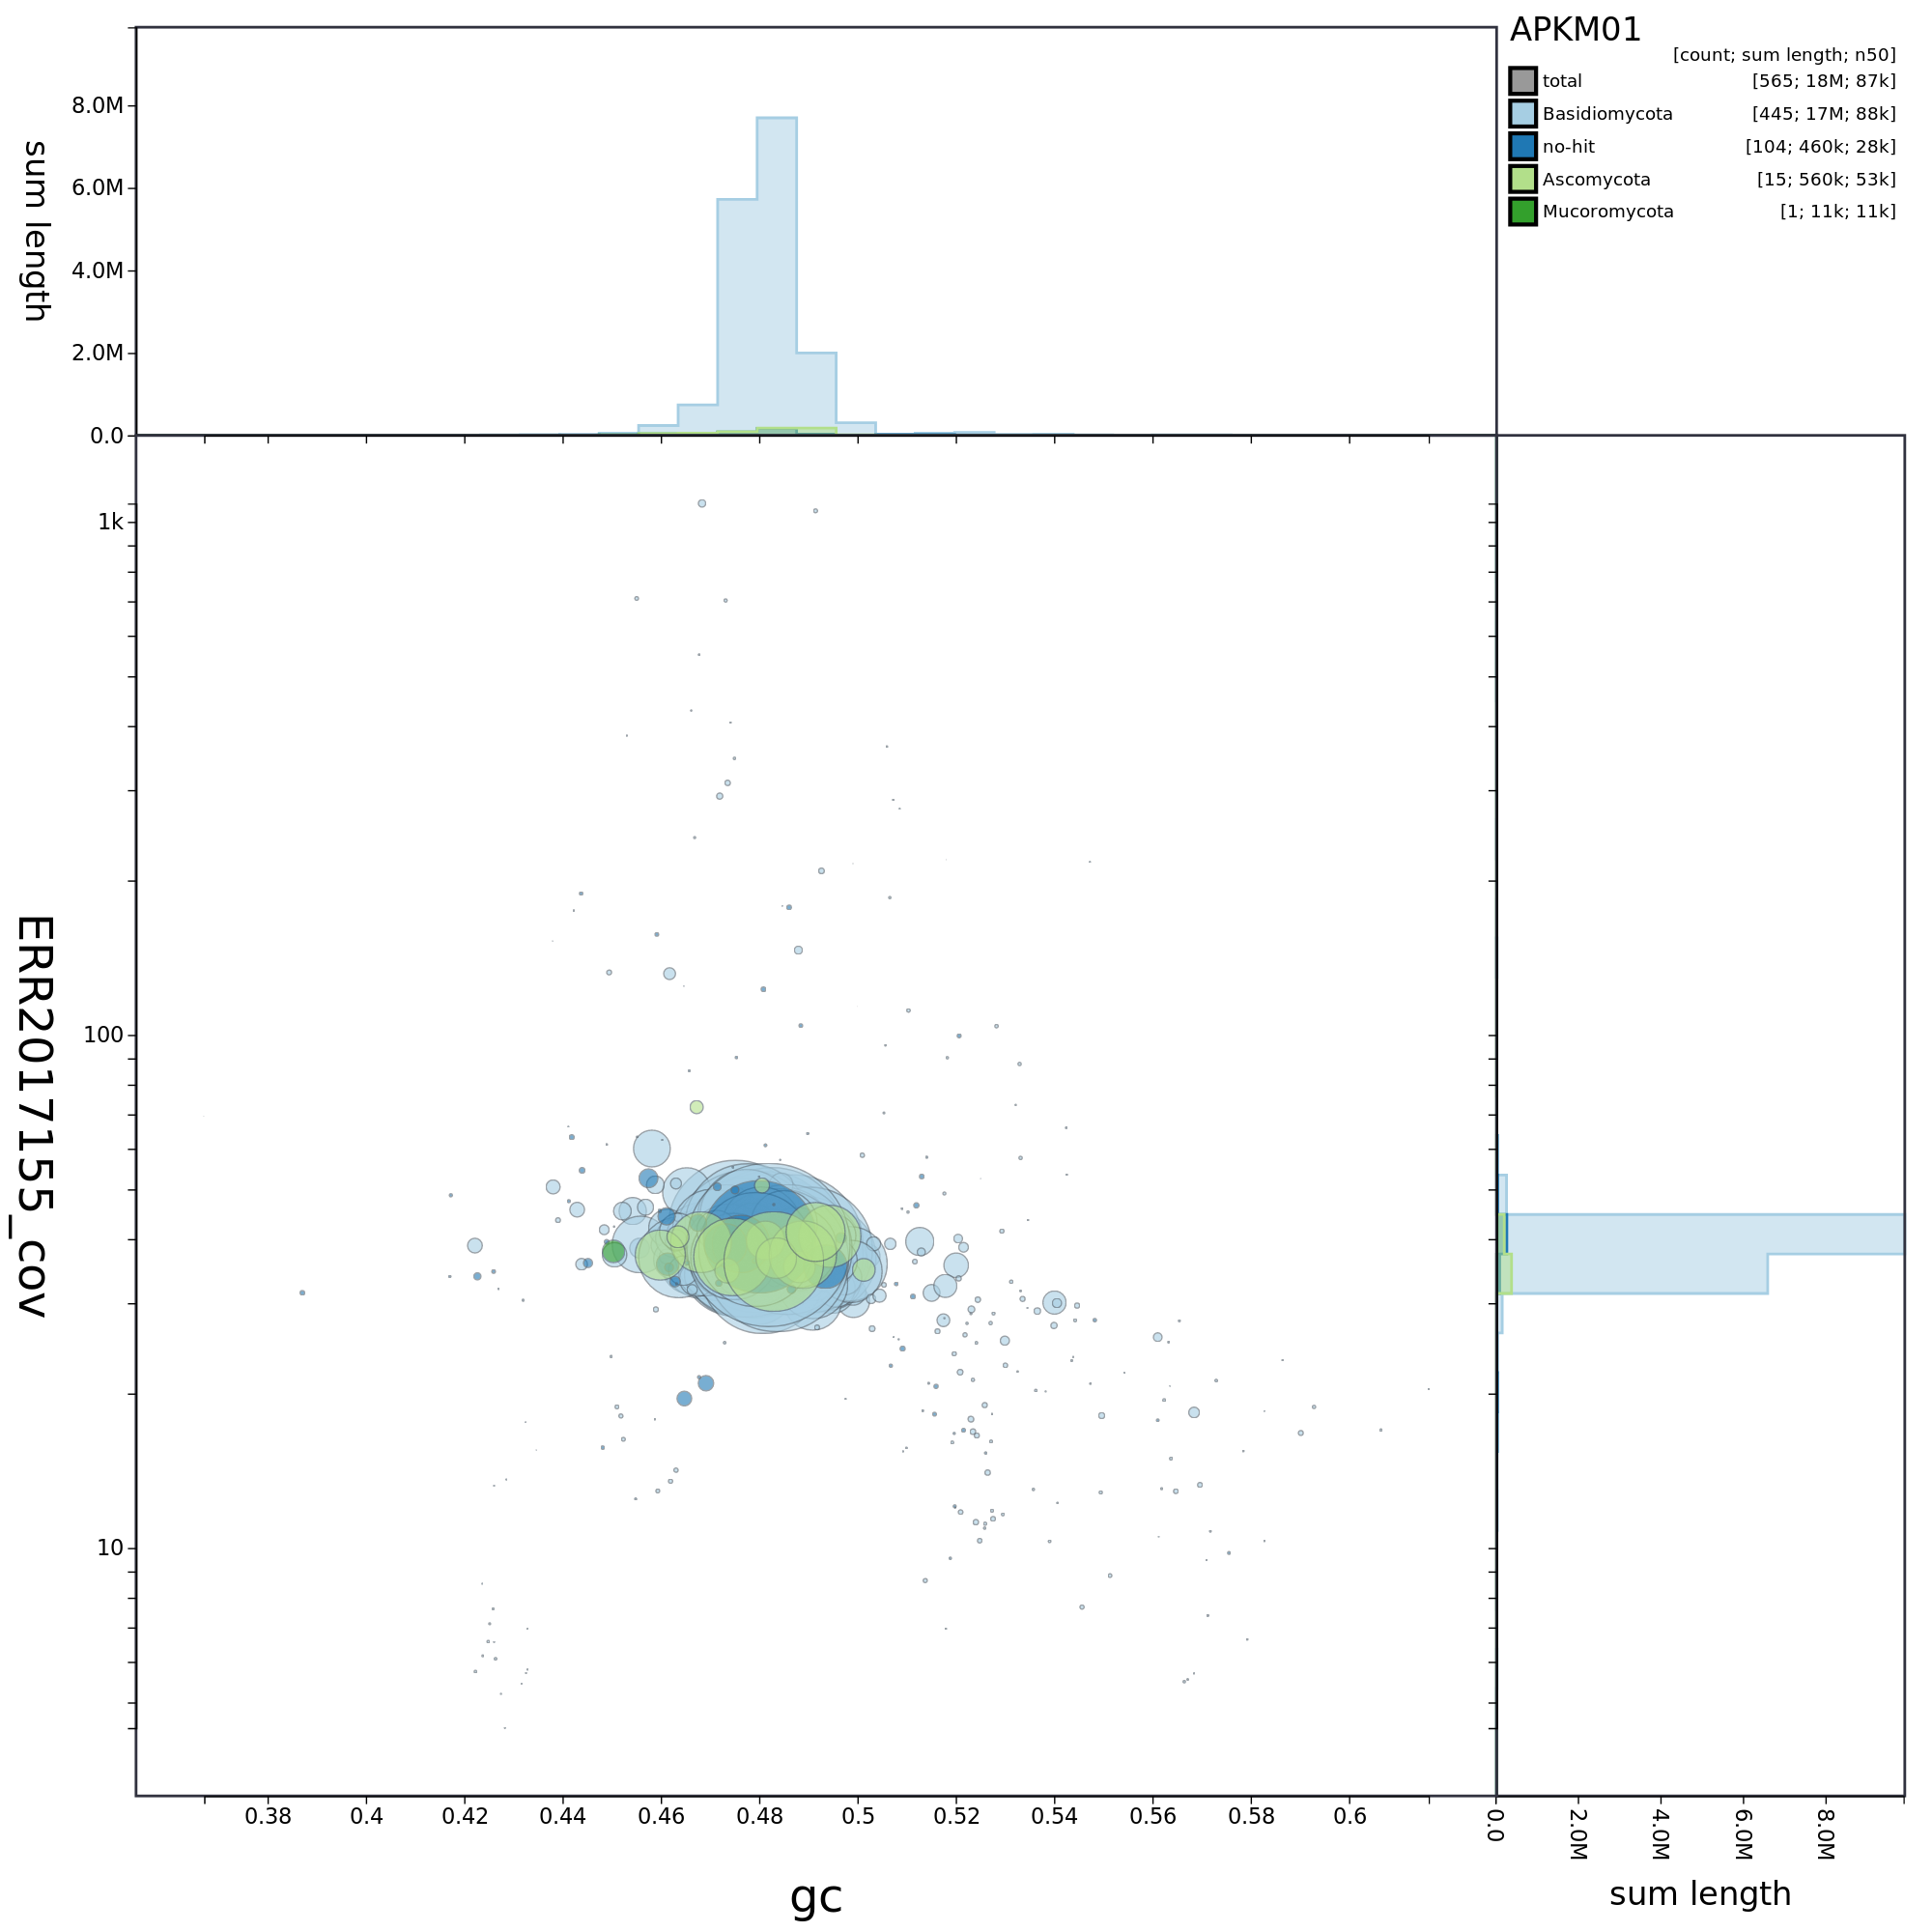 APKM01
[count; sum length; n50]
total [565; 18M; 87k]
Basidiomycota [445; 17M; 88k]
no-hit [104; 460k; 28k]
Ascomycota [15; 560k; 53k]
Mucoromycota [1; 11k; 11k]
sum length
8.0M
6.0M
4.0M
2.0M
0.0
ERR2017155_cov
1k
100
10
0.38 0.4 0.42 0.44 0.46 0.48 0.5 0.52 0.54 0.56 0.58 0.6
gc
0.0 2.0M 4.0M 6.0M 8.0M
sum length